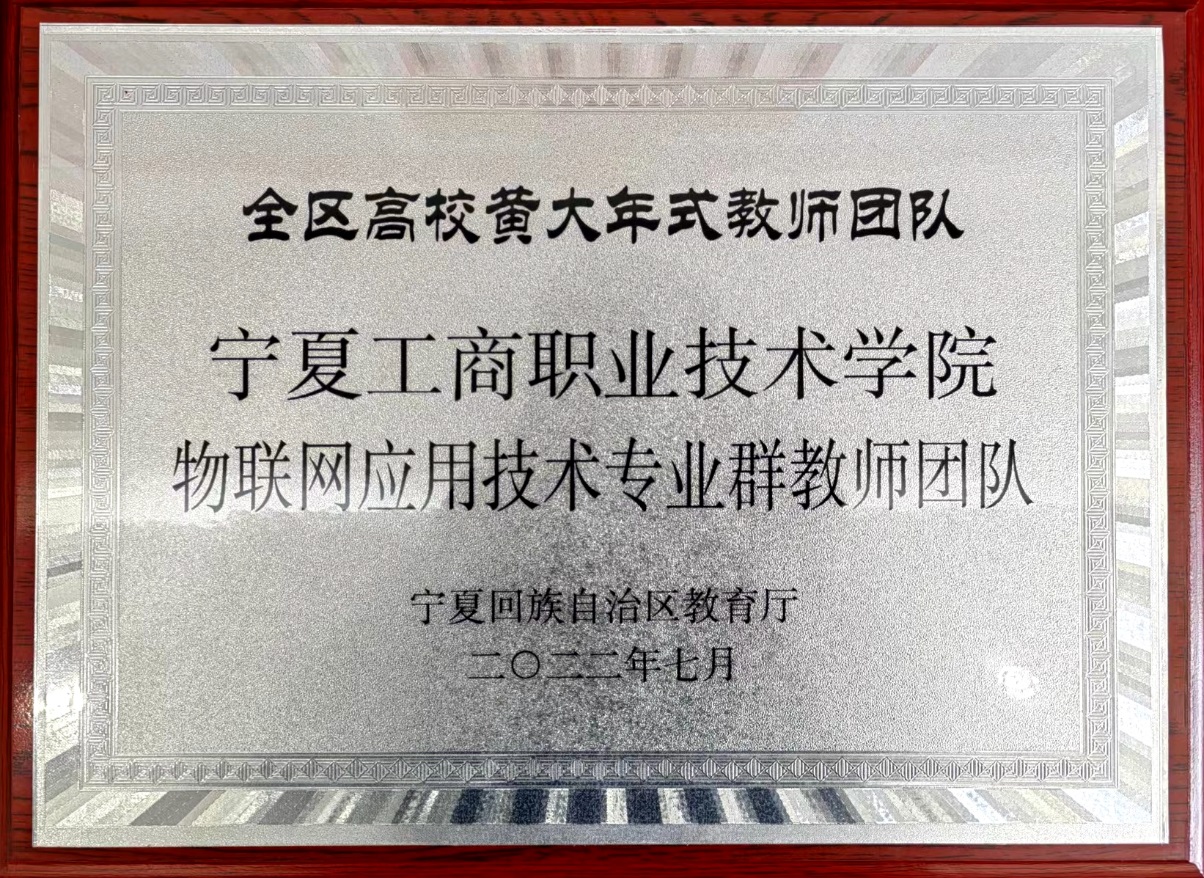 全区高校黄大年式教师团队
宁夏工商职业技术学院
物联网应用技术专业群教师团队
宁夏回族自治区教育厅
二〇二二年七月